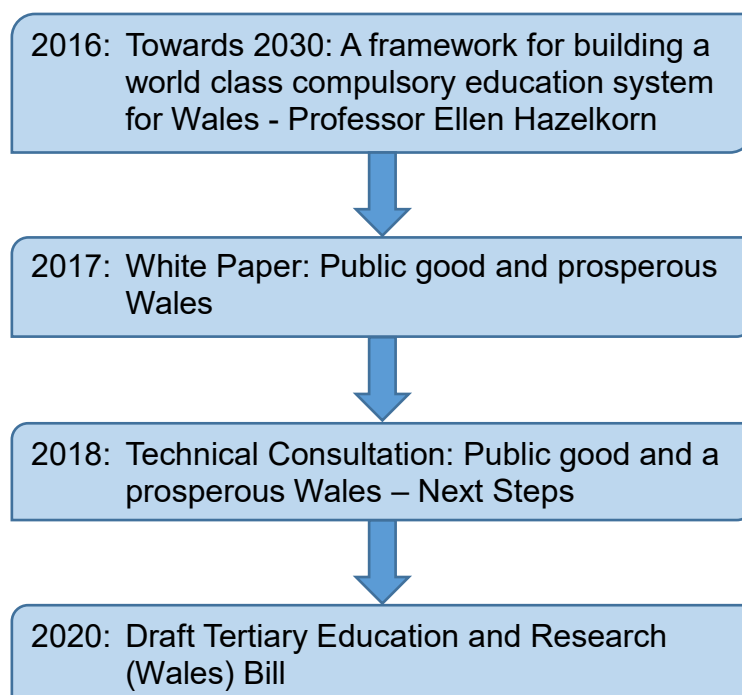 2016: Towards 2030: A framework for building a
world class compulsory education system
for Wales - Professor Ellen Hazelkorn
2017: White Paper: Public good and prosperous
Wales
2018: Technical Consultation: Public good and a
prosperous Wales – Next Steps
2020: Draft Tertiary Education and Research
(Wales) Bill